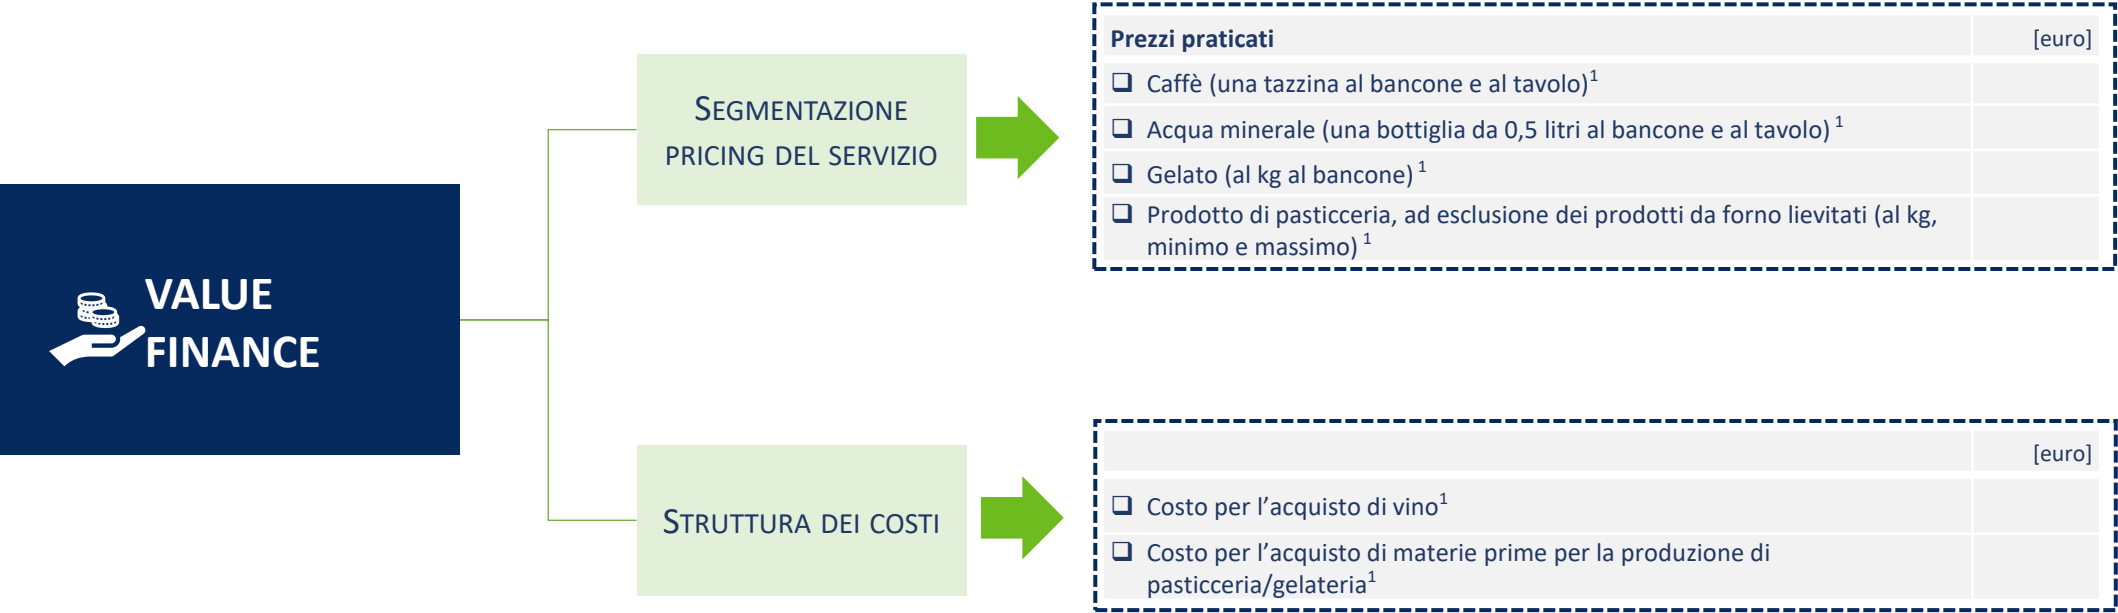 VALUE
FINANCE
SEGMENTAZIONE
PRICING DEL SERVIZIO
Prezzi praticati [euro]
❑ Caffè (una tazzina al bancone e al tavolo)¹
❑ Acqua minerale (una bottiglia da 0,5 litri al bancone e al tavolo) ¹
❑ Gelato (al kg al bancone) ¹
❑ Prodotto di pasticceria, ad esclusione dei prodotti da forno lievitati (al kg,
minimo e massimo) ¹
STRUTTURA DEI COSTI
[euro]
❑ Costo per l’acquisto di vino¹
❑ Costo per l’acquisto di materie prime per la produzione di
pasticceria/gelateria¹